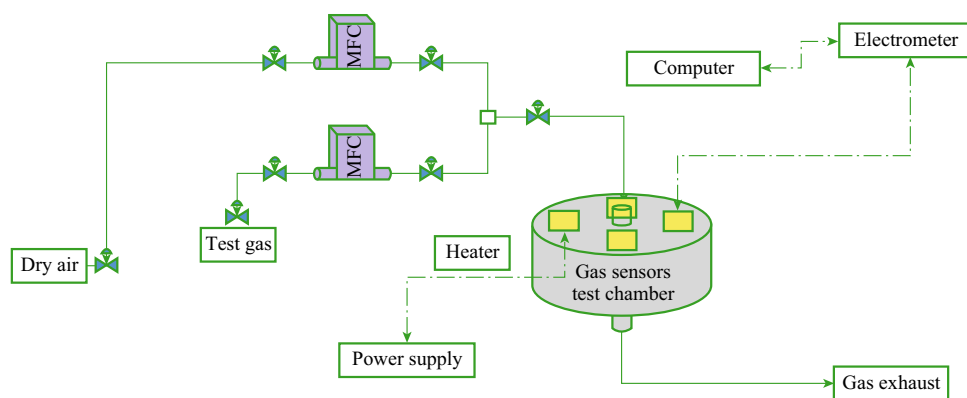 MFC
Electrometer
Computer
MFC
Test gas
Heater
Dry air
Gas sensors
test chamber
Power supply
Gas exhaust